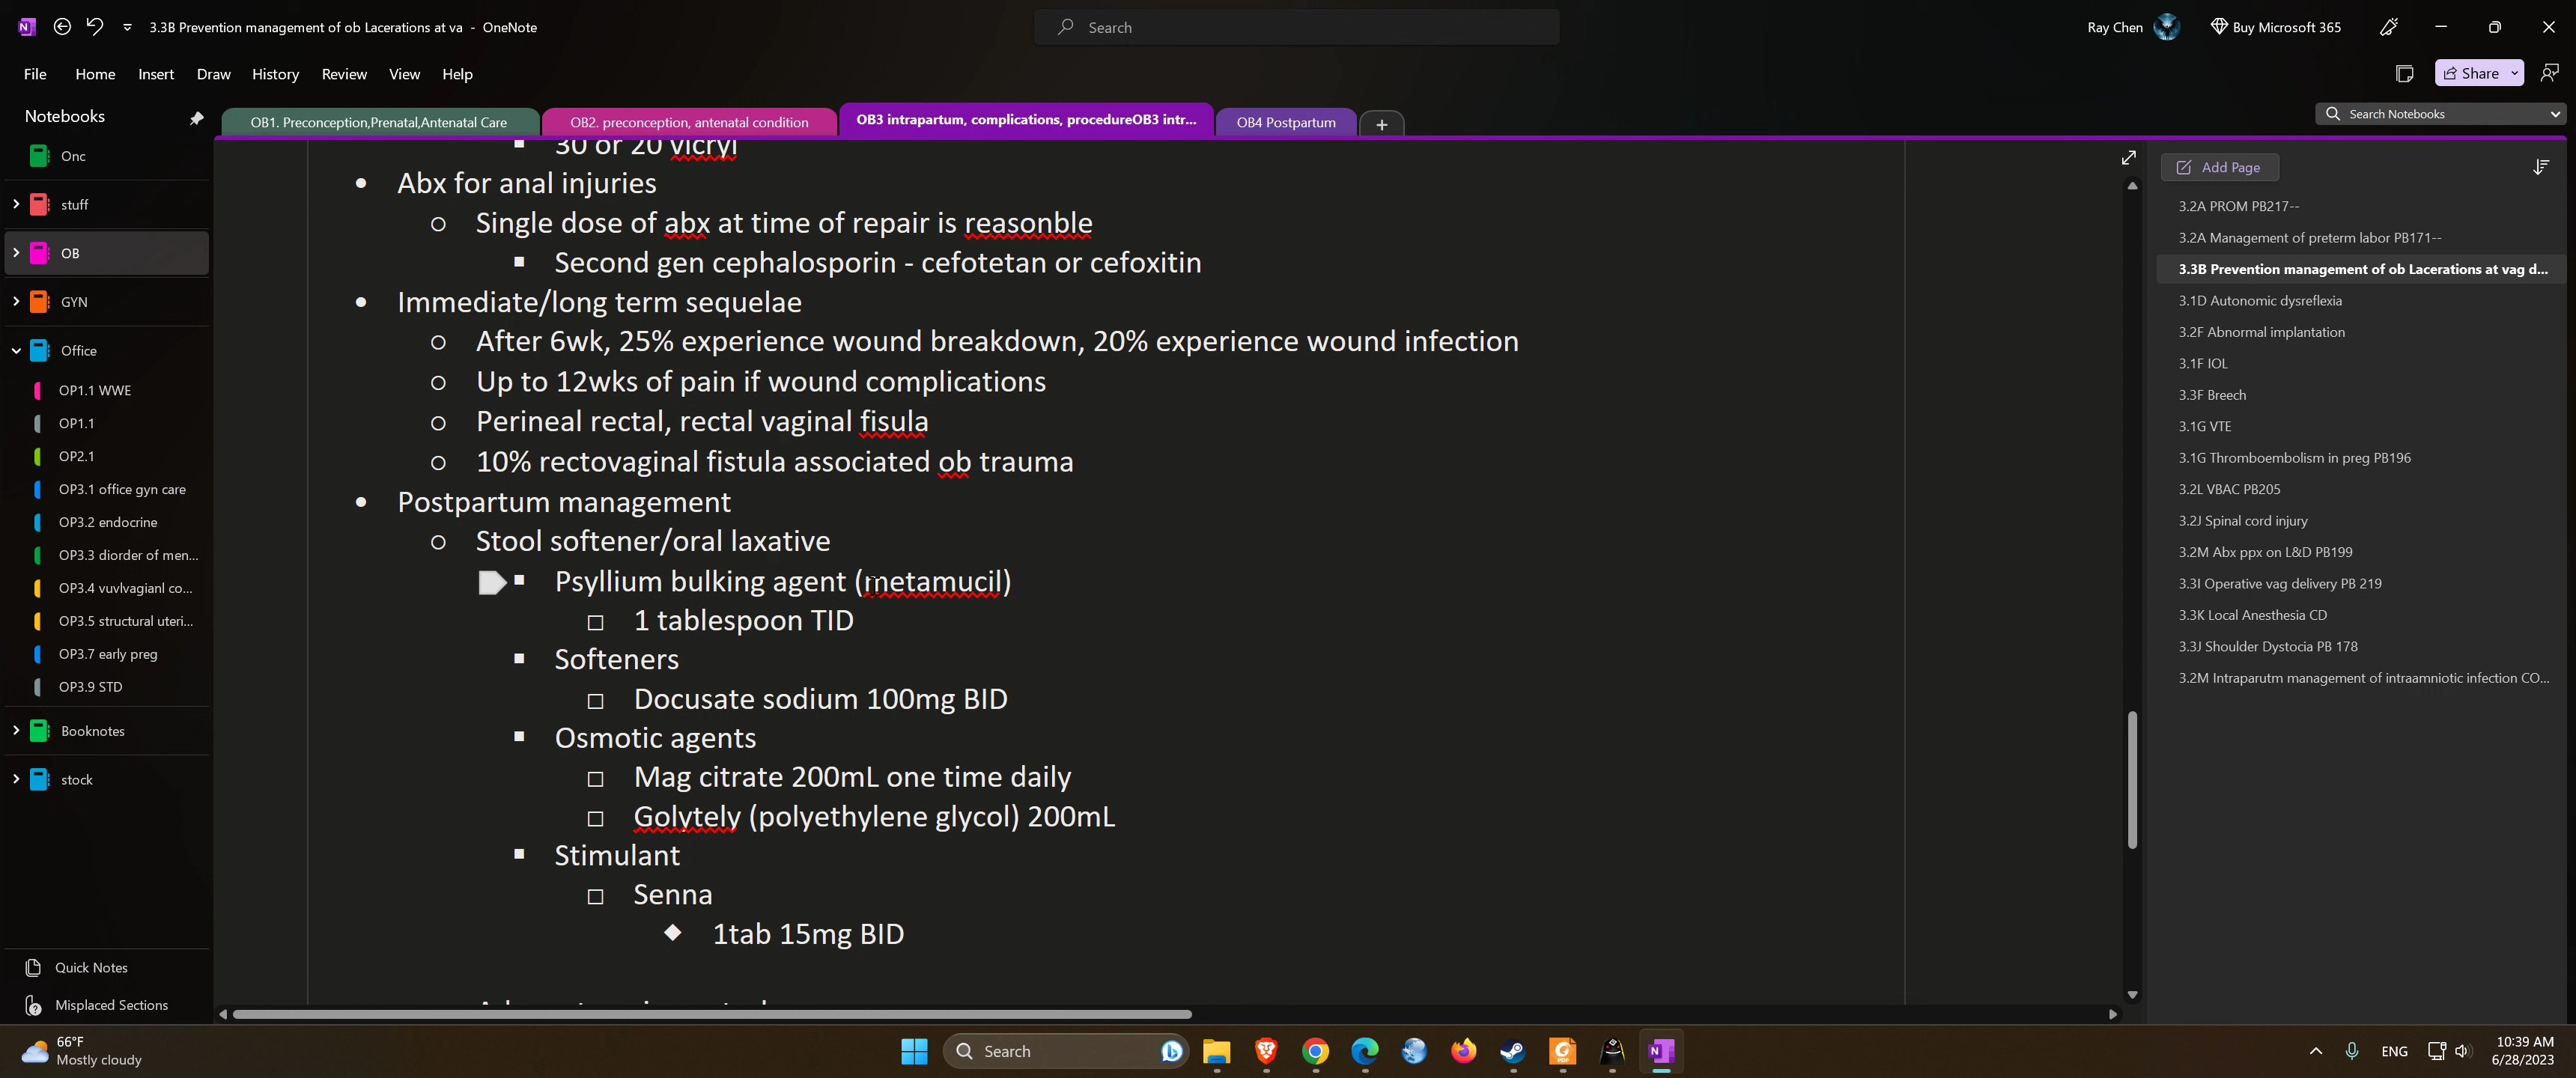 3.3B Prevention management of ob Lacerations at va - OneNote
Search
Ray Chen
Buy Microsoft 365
File Home Insert Draw History Review View Help
Share
Notebooks
OB1. Preconception,Prenatal,Antenatal Care
OB2. preconception, antenatal condition
OB3 intrapartum, complications, procedureOB3 intr...
OB4 Postpartum
+
Search Notebooks
Onc
stuff
OB
GYN
Office
OP1.1 WWE
OP1.1
OP2.1
OP3.1 office gyn care
OP3.2 endocrine
OP3.3 diorder of men...
OP3.4 vuvlvagianl co...
OP3.5 structural uteri...
OP3.7 early preg
OP3.9 STD
Booknotes
stock
Quick Notes
Misplaced Sections
30 or 20 vicryl
Abx for anal injuries
Single dose of abx at time of repair is reasonble
Second gen cephalosporin - cefotetan or cefoxitin
Immediate/long term sequelae
After 6wk, 25% experience wound breakdown, 20% experience wound infection
Up to 12wks of pain if wound complications
Perineal rectal, rectal vaginal fisula
10% rectovaginal fistula associated ob trauma
Postpartum management
Stool softener/oral laxative
Psyllium bulking agent (metamucil)
1 tablespoon TID
Softeners
Docusate sodium 100mg BID
Osmotic agents
Mag citrate 200mL one time daily
Golytely (polyethylene glycol) 200mL
Stimulant
Senna
1tab 15mg BID
Add Page
3.2A PROM PB217--
3.2A Management of preterm labor PB171--
3.3B Prevention management of ob Lacerations at vag d...
3.1D Autonomic dysreflexia
3.2F Abnormal implantation
3.1F IOL
3.3F Breech
3.1G VTE
3.1G Thromboembolism in preg PB196
3.2L VBAC PB205
3.2J Spinal cord injury
3.2M Abx ppx on L&D PB199
3.3I Operative vag delivery PB 219
3.3K Local Anesthesia CD
3.3J Shoulder Dystocia PB 178
3.2M Intraparutm management of intraamniotic infection CO...
66°F
Mostly cloudy
Search
ENG
10:39 AM
6/28/2023